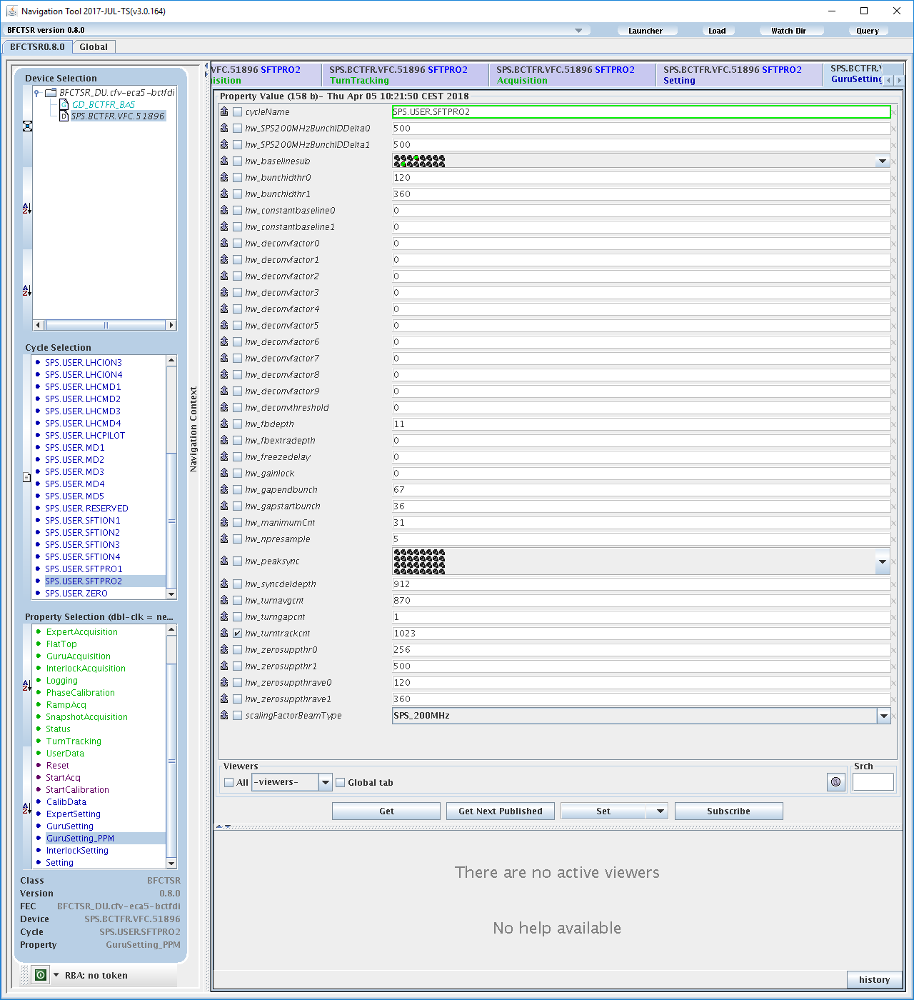 Navigation Tool 2017-JUL-TS(v3.0.164)
BFCTSR version 0.8.0
Launcher
Load
Watch Dir
Query
BFCTSR0.8.0
Global
Device Selection
BFCTSR_DU.cfv-eca5-bctfdi
GD_BCTFR_BA5
SPS.BCTFR.VFC.51896
Cycle Selection
SPS.USER.LHCION3
SPS.USER.LHCION4
SPS.USER.LHCMD1
SPS.USER.LHCMD2
SPS.USER.LHCMD3
SPS.USER.LHCMD4
SPS.USER.LHCPILOT
SPS.USER.MD1
SPS.USER.MD2
SPS.USER.MD3
SPS.USER.MD4
SPS.USER.MD5
SPS.USER.RESERVED
SPS.USER.SFTION1
SPS.USER.SFTION2
SPS.USER.SFTION3
SPS.USER.SFTION4
SPS.USER.SFTPRO1
SPS.USER.SFTPRO2
SPS.USER.ZERO
Property Selection (dbl-clk = ne...
ExpertAcquisition
FlatTop
GuruAcquisition
InterlockAcquisition
Logging
PhaseCalibration
RampAcq
SnapshotAcquisition
Status
TurnTracking
UserData
Reset
StartAcq
StartCalibration
CalibData
ExpertSetting
GuruSetting
GuruSetting_PPM
InterlockSetting
Setting
Class BFCTSR
Version 0.8.0
FEC BFCTSR_DU.cfv-eca5-bctfdi
Device SPS.BCTFR.VFC.51896
Cycle SPS.USER.SFTPRO2
Property GuruSetting_PPM
RBA: no token
Navigation Context
VFC.51896 SFTPRO2
isition
SPS.BCTFR.VFC.51896 SFTPRO2
TurnTracking
SPS.BCTFR.VFC.51896 SFTPRO2
Acquisition
SPS.BCTFR.VFC.51896 SFTPRO2
Setting
SPS.BCTFR.V
GuruSetting
Property Value (158 b)- Thu Apr 05 10:21:50 CEST 2018
cycleName SPS.USER.SFTPRO2
hw_SPS200MHzBunchIDDelta0 500
hw_SPS200MHzBunchIDDelta1 500
hw_baselinesub
hw_bunchidthr0 120
hw_bunchidthr1 360
hw_constantbaseline0 0
hw_constantbaseline1 0
hw_deconvfactor0 0
hw_deconvfactor1 0
hw_deconvfactor2 0
hw_deconvfactor3 0
hw_deconvfactor4 0
hw_deconvfactor5 0
hw_deconvfactor6 0
hw_deconvfactor7 0
hw_deconvfactor8 0
hw_deconvfactor9 0
hw_deconvthreshold 0
hw_fbdepth 11
hw_fbextradepth 0
hw_freezedelay 0
hw_gainlock 0
hw_gapendbunch 67
hw_gapstartbunch 36
hw_manimumCnt 31
hw_npresample 5
hw_peaksync
hw_syncdeldepth 912
hw_turnavgcnt 870
hw_turngapcnt 1
hw_turntrackcnt 1023
hw_zerosuppthr0 256
hw_zerosuppthr1 500
hw_zerosuppthrave0 120
hw_zerosuppthrave1 360
scalingFactorBeamType SPS_200MHz
Viewers
All
-viewers-
Global tab
Srch
Get
Get Next Published
Set
Subscribe
There are no active viewers
No help available
history